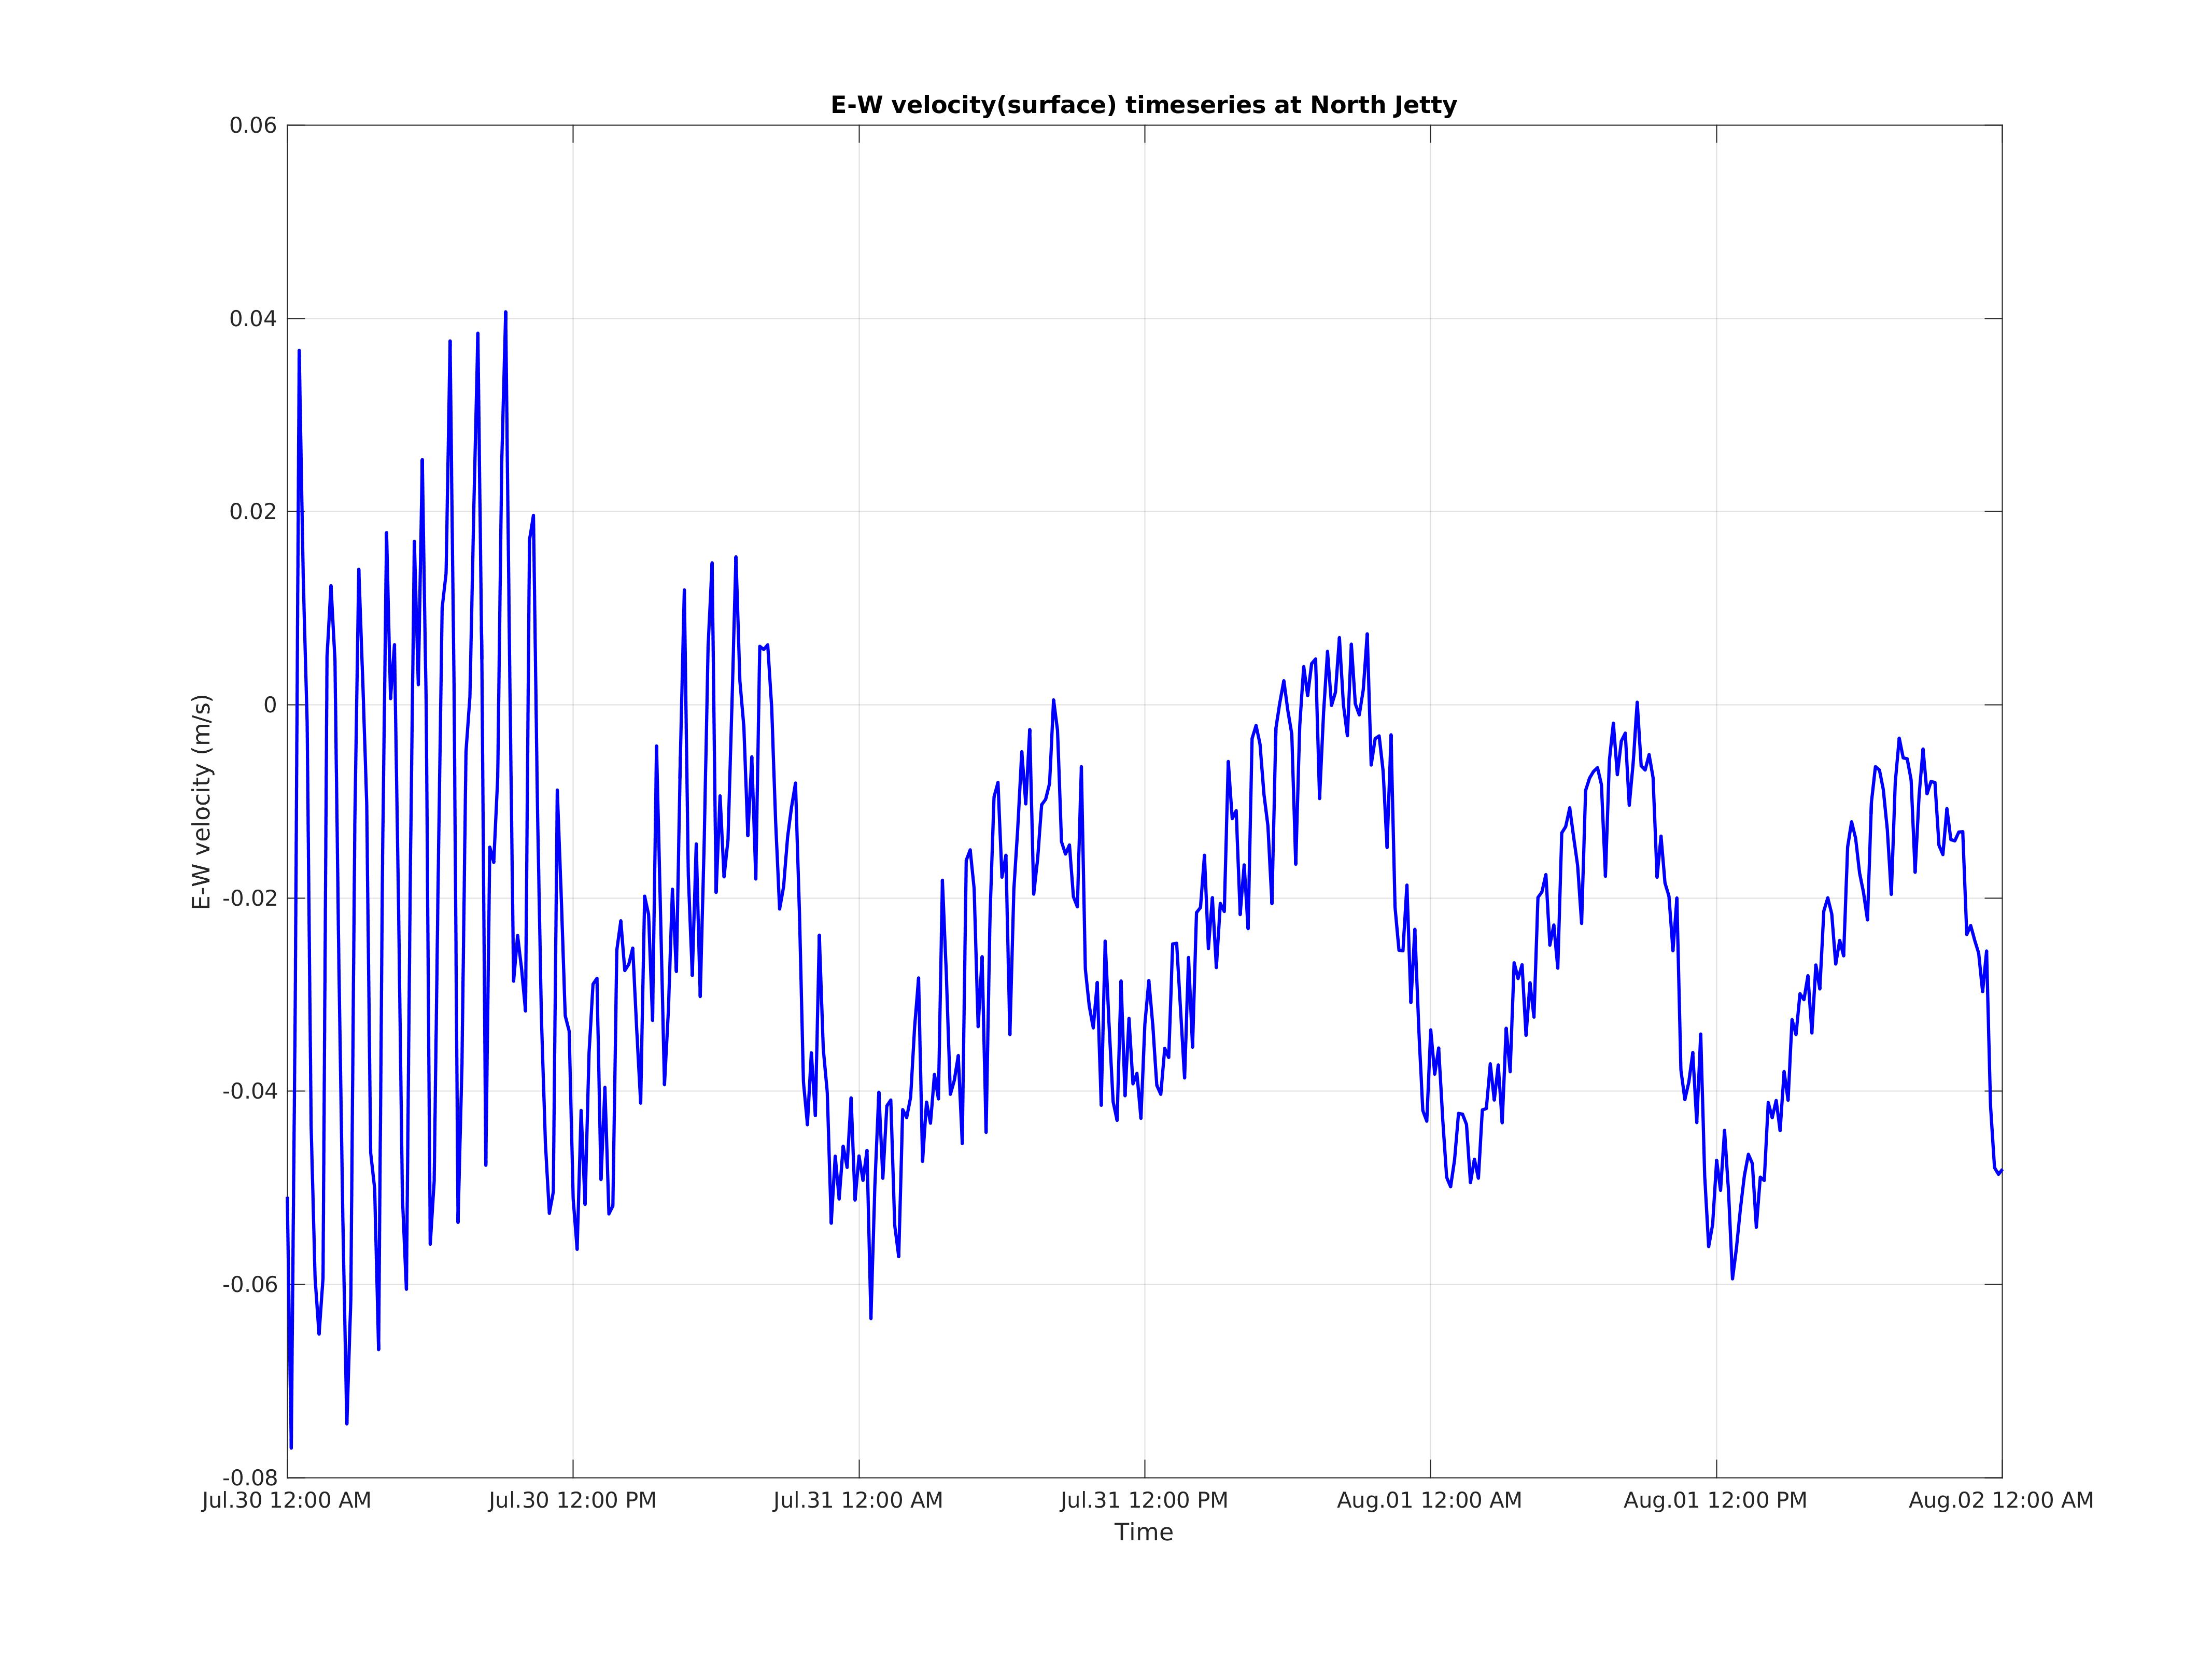 E-W velocity(surface) timeseries at North Jetty
0.06
0.04
0.02
0
-0.02
-0.04
-0.06
-0.08
E-W velocity (m/s)
Jul.30 12:00 AM
Jul.30 12:00 PM
Jul.31 12:00 AM
Jul.31 12:00 PM
Aug.01 12:00 AM
Aug.01 12:00 PM
Aug.02 12:00 AM
Time